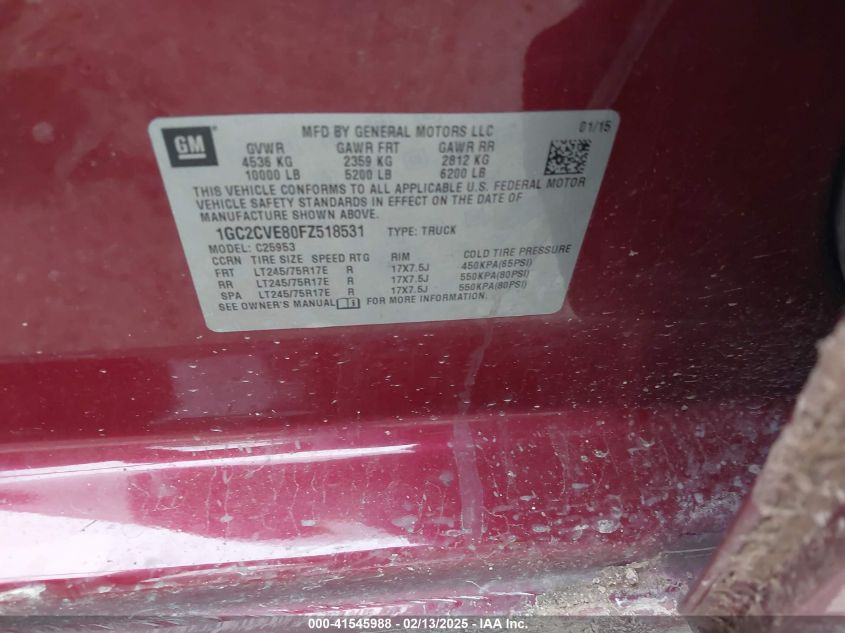 GM
MFD BY GENERAL MOTORS LLC 01/15
GVWR GAWR FRT GAWR RR
4536 KG 2359 KG 2812 KG
10000 LB 5200 LB 6200 LB
THIS VEHICLE CONFORMS TO ALL APPLICABLE U.S. FEDERAL MOTOR
VEHICLE SAFETY STANDARDS IN EFFECT ON THE DATE OF
MANUFACTURE SHOWN ABOVE.
1GC2CVE80FZ518531 TYPE: TRUCK
MODEL: C25953
CCRN TIRE SIZE SPEED RTG RIM COLD TIRE PRESSURE
FRT LT245/75R17E R 17X7.5J 450KPA(65PSI)
RR LT245/75R17E R 17X7.5J 550KPA(80PSI)
SPA LT245/75R17E R 17X7.5J 550KPA(80PSI)
SEE OWNER'S MANUAL FOR MORE INFORMATION.
000-41545988 - 02/13/2025 - IAA Inc.